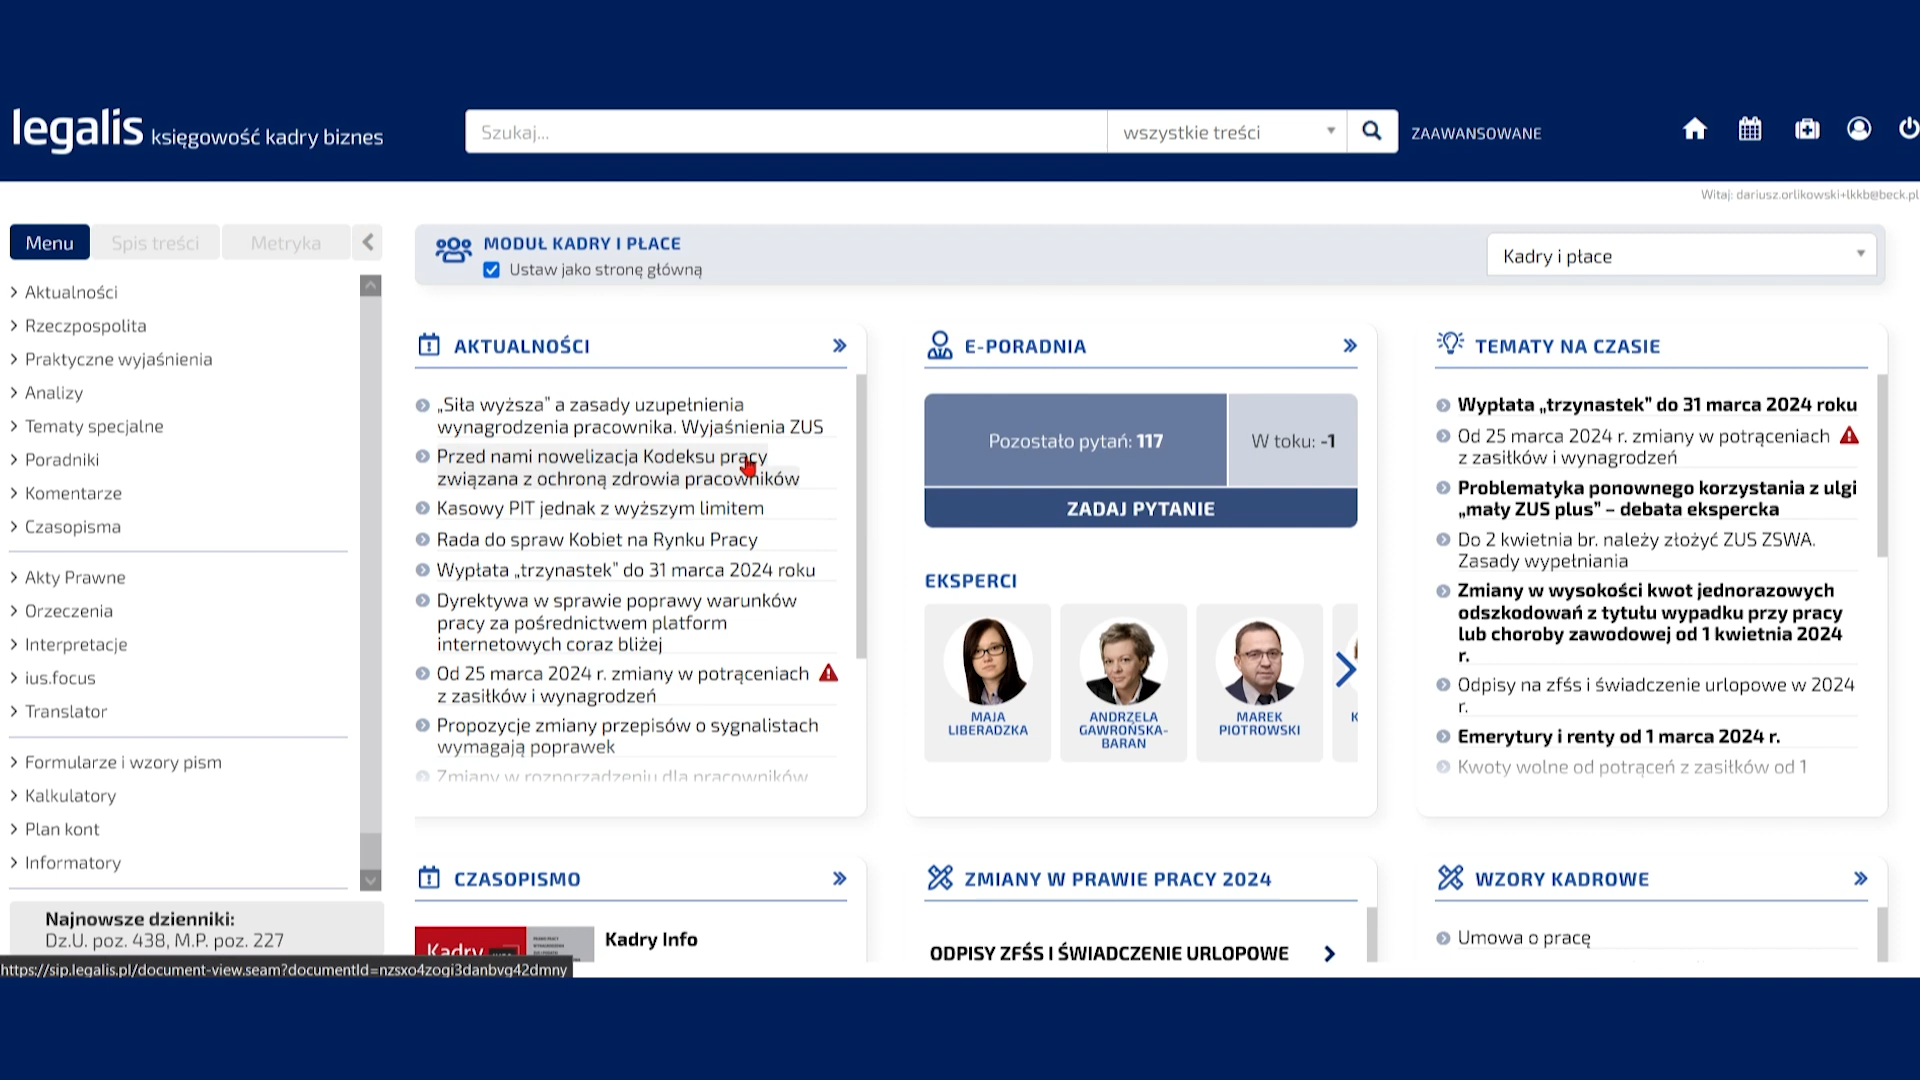 legalis księgowość kadry biznes
Szukaj...
wszystkie treści
ZAAWANSOWANE
Witaj: dariusz.orlikowski+lkkb@beck.pl
Menu
Spis treści
Metryka
Aktualności
Rzeczpospolita
Praktyczne wyjaśnienia
Analizy
Tematy specjalne
Poradniki
Komentarze
Czasopisma
Akty Prawne
Orzeczenia
Interpretacje
ius.focus
Translator
Formularze i wzory pism
Kalkulatory
Plan kont
Informatory
Najnowsze dzienniki:
Dz.U. poz. 438, M.P. poz. 227
https://sip.legalis.pl/document-view.seam?documentId=nzsxo4zogi3danbvg42dmny
MODUŁ KADRY I PŁACE
Ustaw jako stronę główną
Kadry i płace
AKTUALNOŚCI
„Siła wyższa” a zasady uzupełnienia
wynagrodzenia pracownika. Wyjaśnienia ZUS
Przed nami nowelizacja Kodeksu pracy
związana z ochroną zdrowia pracowników
Kasowy PIT jednak z wyższym limitem
Rada do spraw Kobiet na Rynku Pracy
Wypłata „trzynastek” do 31 marca 2024 roku
Dyrektywa w sprawie poprawy warunków
pracy za pośrednictwem platform
internetowych coraz bliżej
Od 25 marca 2024 r. zmiany w potrąceniach
z zasiłków i wynagrodzeń
Propozycje zmiany przepisów o sygnalistach
wymagają poprawek
Zmiany w rozporządzeniu dla pracowników
E-PORADNIA
Pozostało pytań: 117
W toku: -1
ZADAJ PYTANIE
EKSPERCI
MAJA
LIBERADZKA
ANDRZELA
GAWROŃSKA-
BARAN
MAREK
PIOTROWSKI
K
TEMATY NA CZASIE
Wypłata „trzynastek” do 31 marca 2024 roku
Od 25 marca 2024 r. zmiany w potrąceniach
z zasiłków i wynagrodzeń
Problematyka ponownego korzystania z ulgi
„mały ZUS plus” – debata ekspercka
Do 2 kwietnia br. należy złożyć ZUS ZSWA.
Zasady wypełniania
Zmiany w wysokości kwot jednorazowych
odszkodowań z tytułu wypadku przy pracy
lub choroby zawodowej od 1 kwietnia 2024
r.
Odpisy na zfśs i świadczenie urlopowe w 2024
r.
Emerytury i renty od 1 marca 2024 r.
Kwoty wolne od potrąceń z zasiłków od 1
CZASOPISMO
Kadry
Kadry Info
ZMIANY W PRAWIE PRACY 2024
ODPISY ZFŚS I ŚWIADCZENIE URLOPOWE
WZORY KADROWE
Umowa o pracę